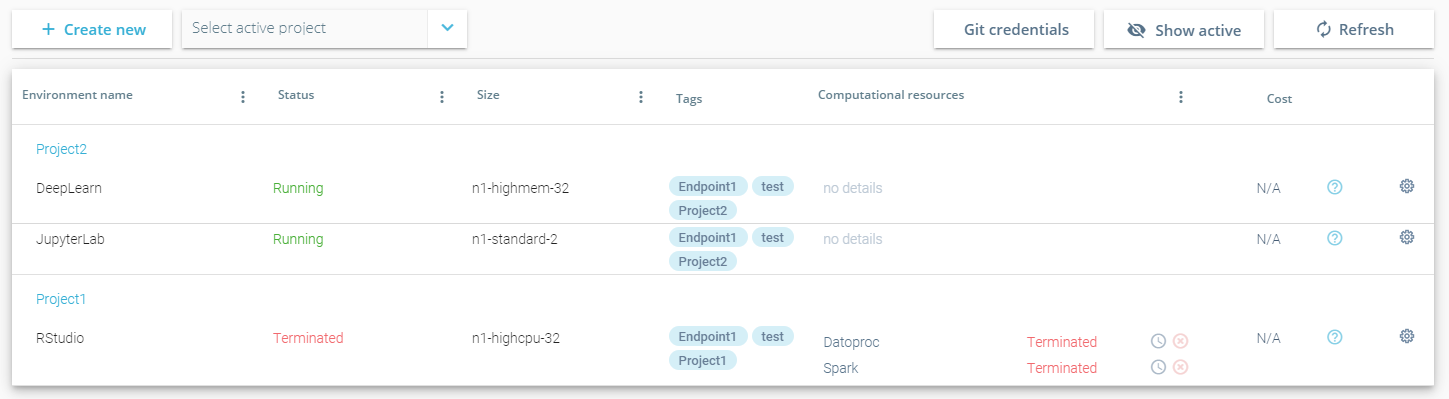 + Create new Select active project Git credentials Show active Refresh
Environment name Status Size Tags Computational resources Cost
Project2
DeepLearn Running n1-highmem-32 Endpoint1 test no details N/A
Project2
JupyterLab Running n1-standard-2 Endpoint1 test no details N/A
Project2
Project1
RStudio Terminated n1-highcpu-32 Endpoint1 test Datoproc Terminated N/A
Project1 Spark Terminated